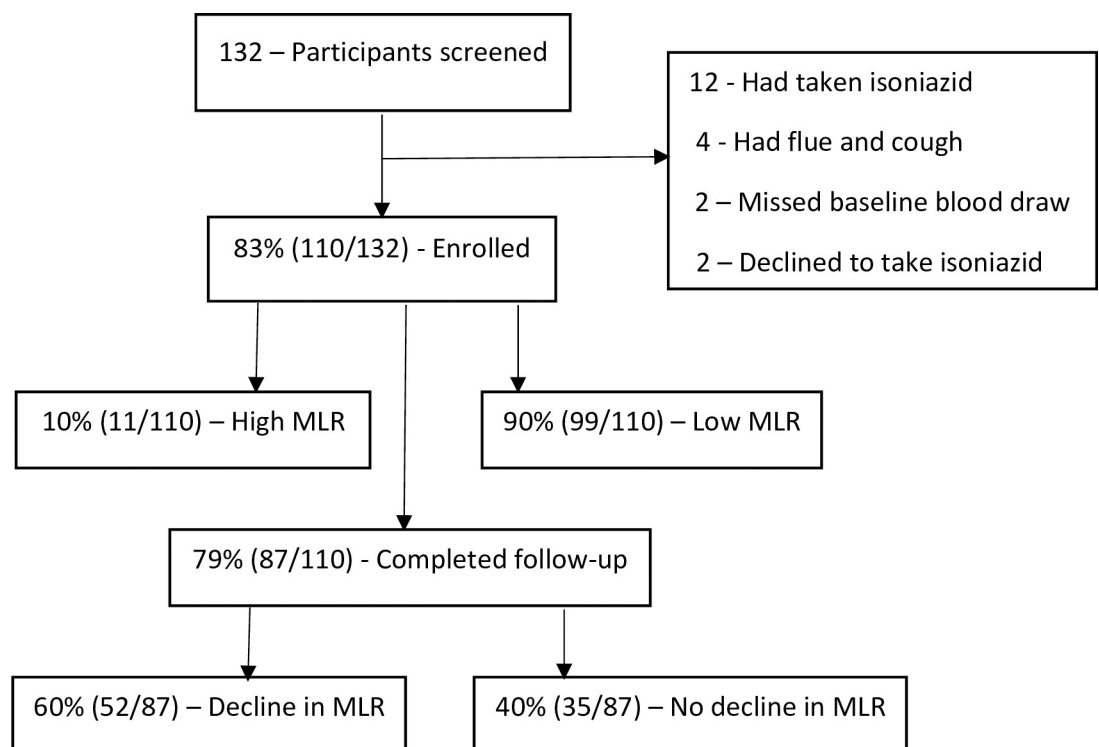 132 – Participants screened
12 - Had taken isoniazid
4 - Had flue and cough
2 – Missed baseline blood draw
2 – Declined to take isoniazid
83% (110/132) - Enrolled
10% (11/110) – High MLR
90% (99/110) – Low MLR
79% (87/110) - Completed follow-up
60% (52/87) – Decline in MLR
40% (35/87) – No decline in MLR